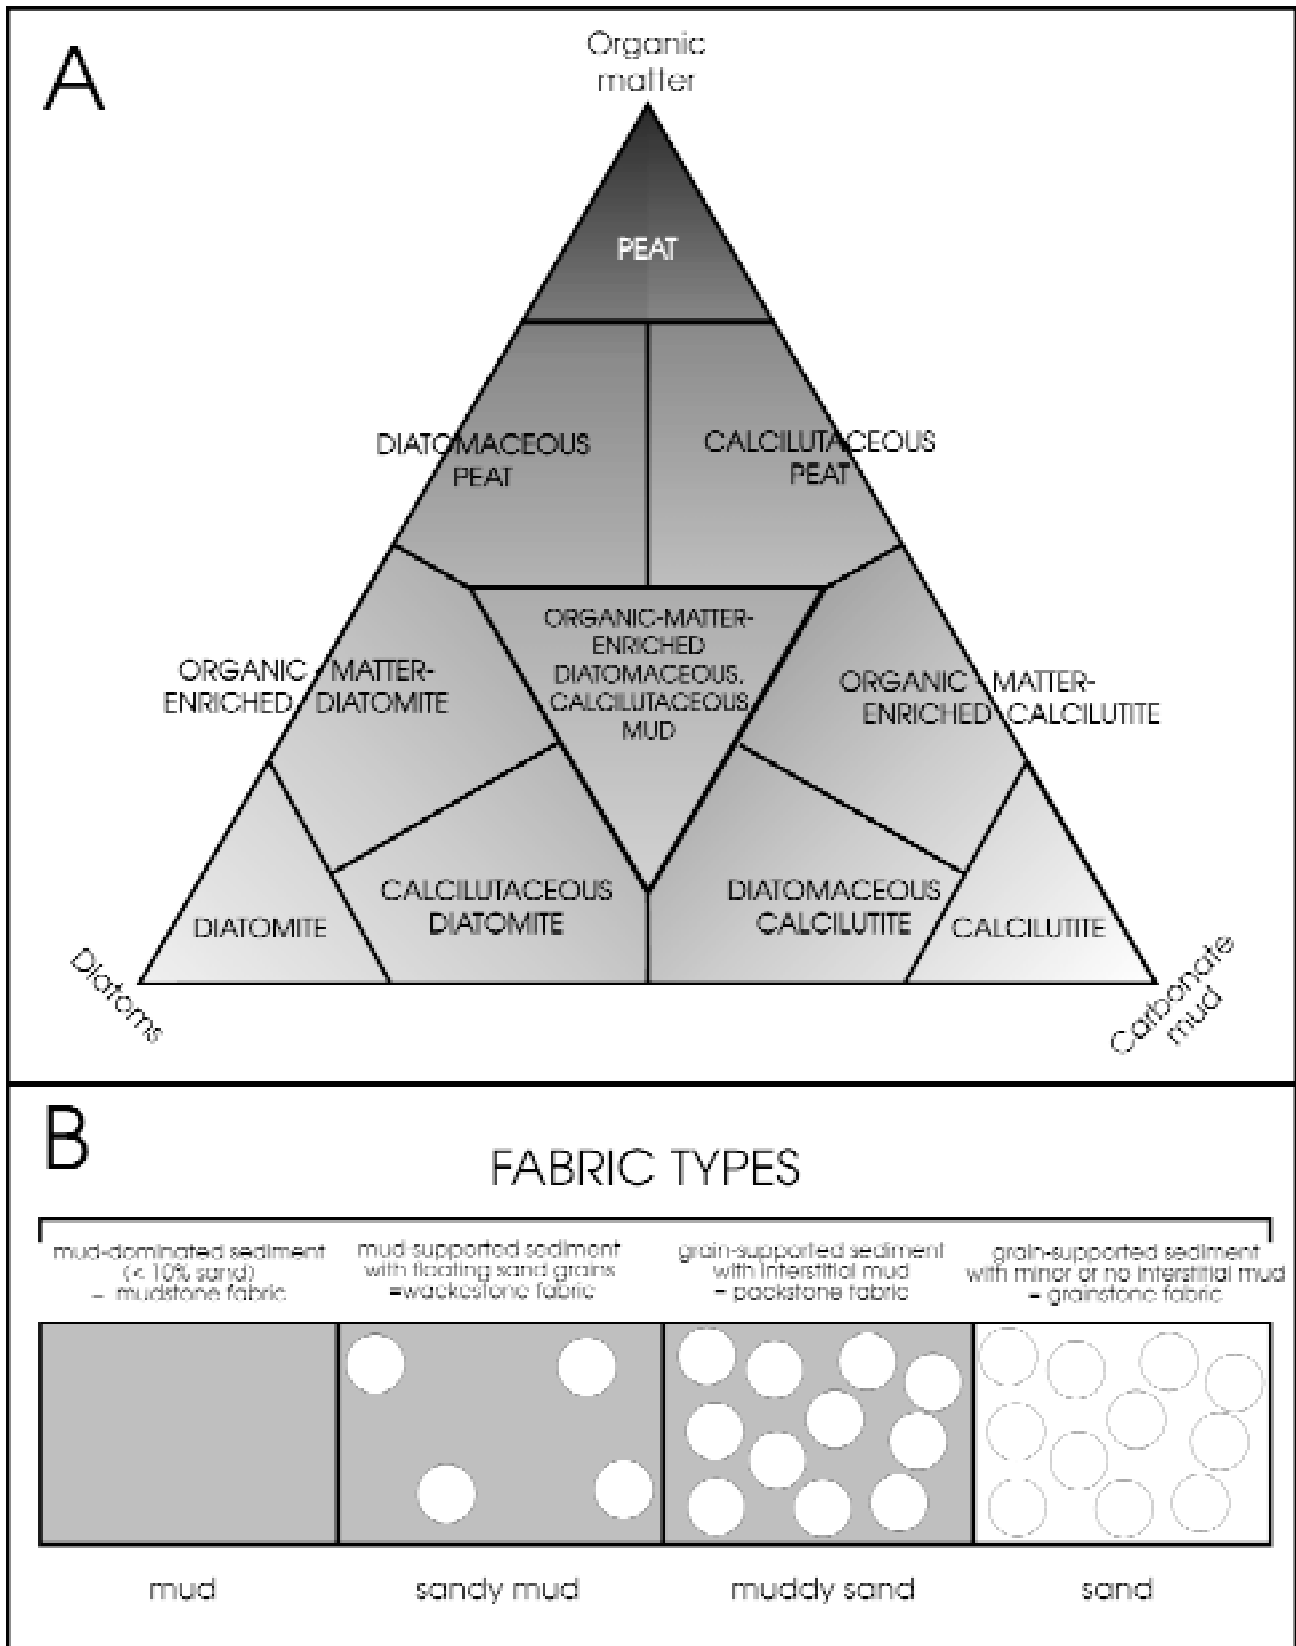 A
Organic
matter
PEAT
DIATOMACEOUS
PEAT
CALCILUTACEOUS
PEAT
ORGANIC-MATTER-
ENRICHED
DIATOMACEOUS,
CALCILUTACEOUS
MUD
ORGANIC MATTER-
ENRICHED DIATOMITE
ORGANIC MATTER-
ENRICHED CALCILUTITE
DIATOMITE
CALCILUTACEOUS
DIATOMITE
DIATOMACEOUS
CALCILUTITE
CALCILUTITE
Diatoms
Carbonate
mud
B
FABRIC TYPES
mud-dominated sediment
(< 10% sand)
= mudstone fabric
mud-supported sediment
with floating sand grains
=wackestone fabric
grain-supported sediment
with interstitial mud
= packstone fabric
grain-supported sediment
with minor or no interstitial mud
= grainstone fabric
mud
sandy mud
muddy sand
sand